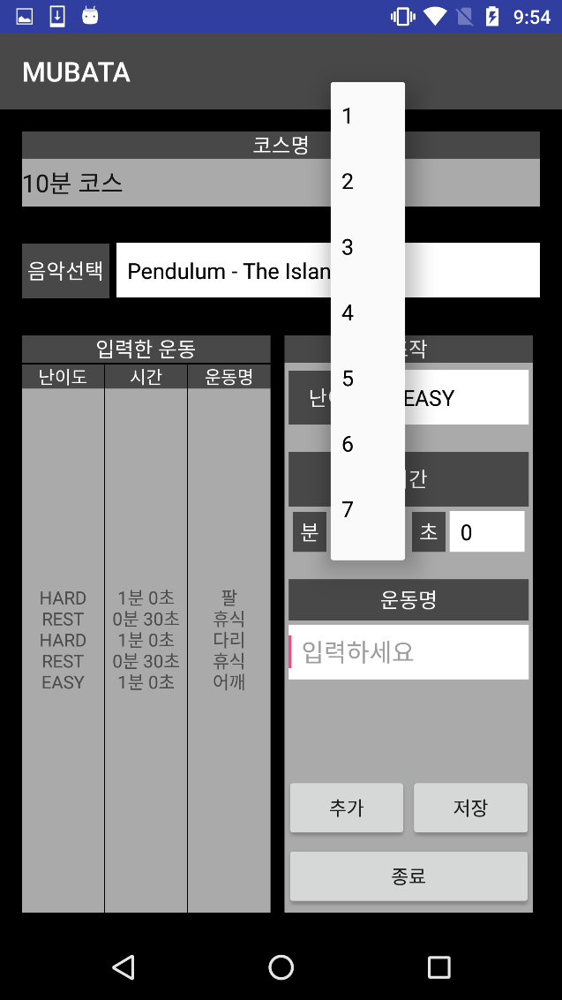 9:54
MUBATA
코스명
10분 코스
음악선택 Pendulum - The Islan
1
2
3
4
5
6
7
입력한 운동
난이도 시간 운동명
HARD 1분 0초 팔
REST 0분 30초 휴식
HARD 1분 0초 다리
REST 0분 30초 휴식
EASY 1분 0초 어깨
작
난 EASY
간
분 초 0
운동명
입력하세요
추가 저장
종료